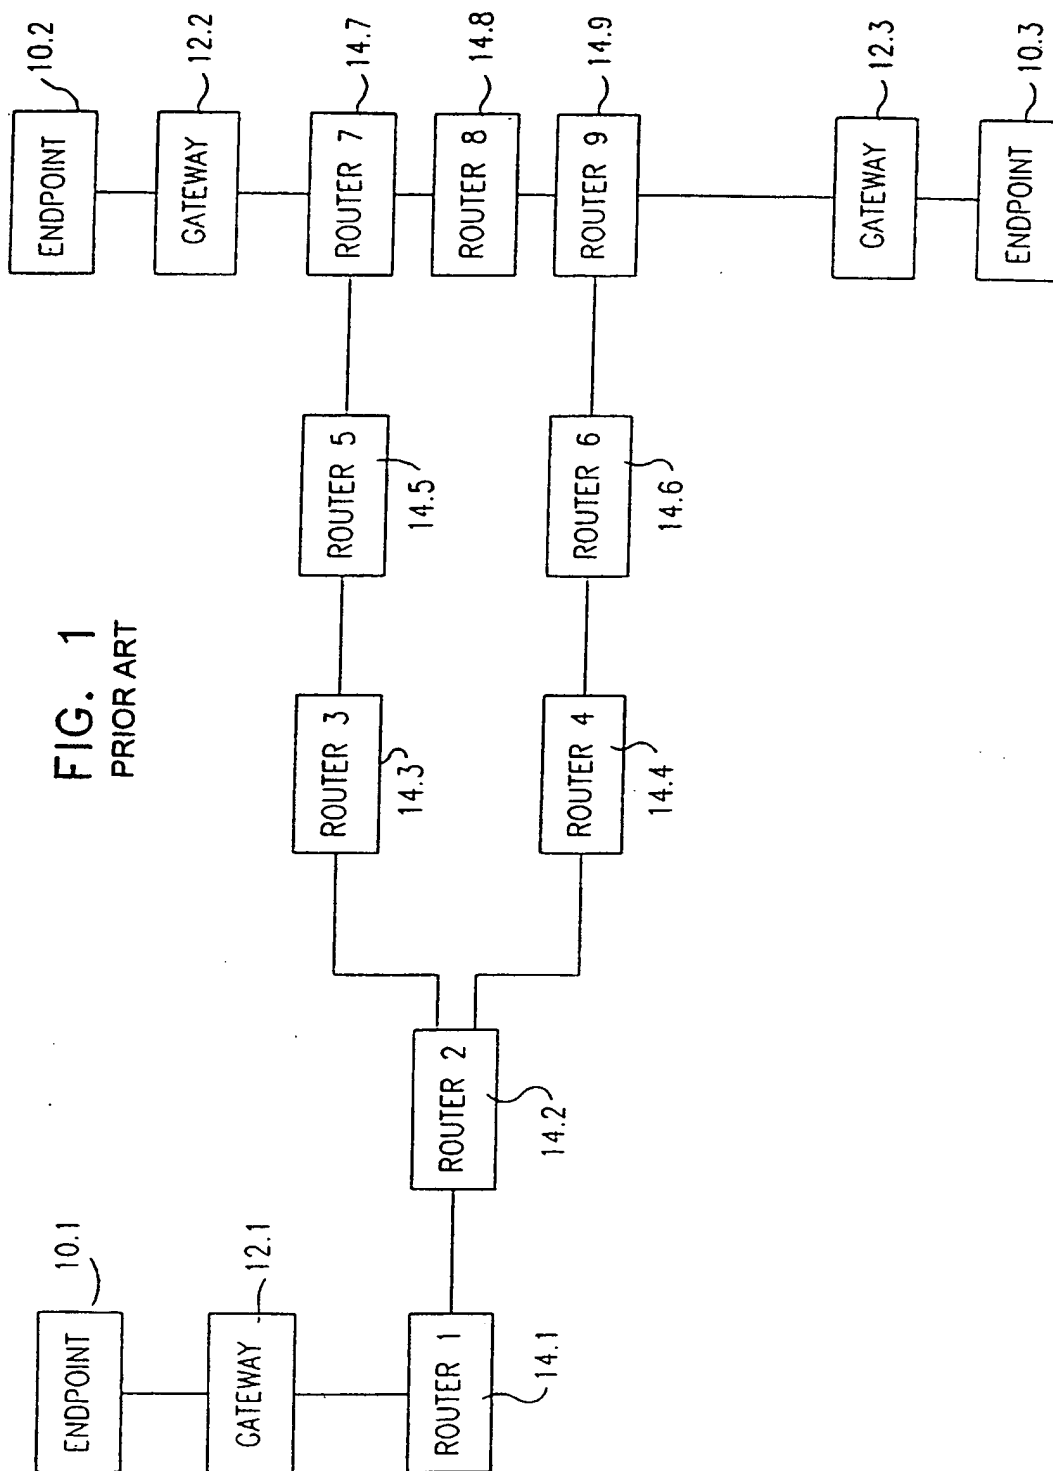 FIG. 1
PRIOR ART
ENDPOINT
10.1
GATEWAY
12.1
ROUTER 1
14.1
ROUTER 2
14.2
ROUTER 3
14.3
ROUTER 4
14.4
ROUTER 5
14.5
ROUTER 6
14.6
ENDPOINT
10.2
GATEWAY
12.2
ROUTER 7
14.7
ROUTER 8
14.8
ROUTER 9
14.9
GATEWAY
12.3
ENDPOINT
10.3